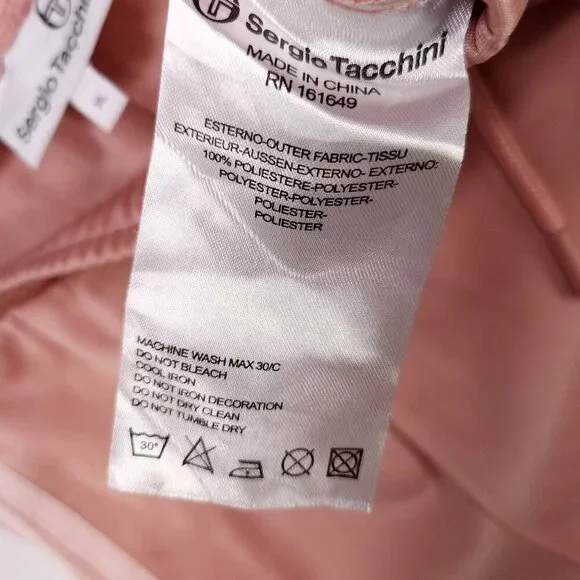 Sergio Tacchini
MADE IN CHINA
RN 161649
ESTERNO-OUTER FABRIC-TISSU
EXTERIEUR-AUSSEN-EXTERNO- EXTERNO:
100% POLIESTERE-POLYESTER-
POLYESTER-POLYESTER-
POLIESTER-
POLIESTER
MACHINE WASH MAX 30/C
DO NOT BLEACH
COOL IRON
DO NOT IRON DECORATION
DO NOT DRY CLEAN
DO NOT TUMBLE DRY
30°
Sergio Tacchini